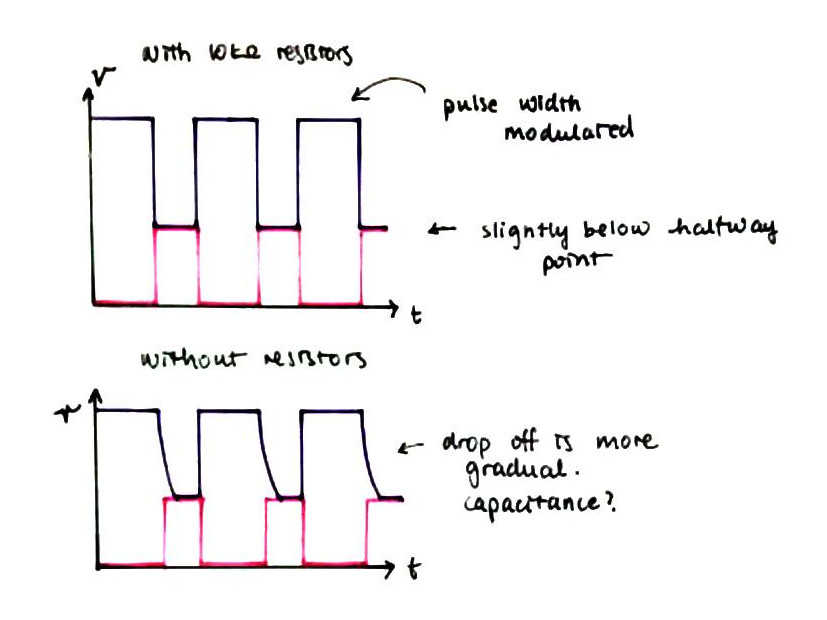 with 10kΩ resistors
V
pulse width
modulated
← slightly below halfway
point
t
without resistors
v
← drop off is more
gradual.
capacitance?
t